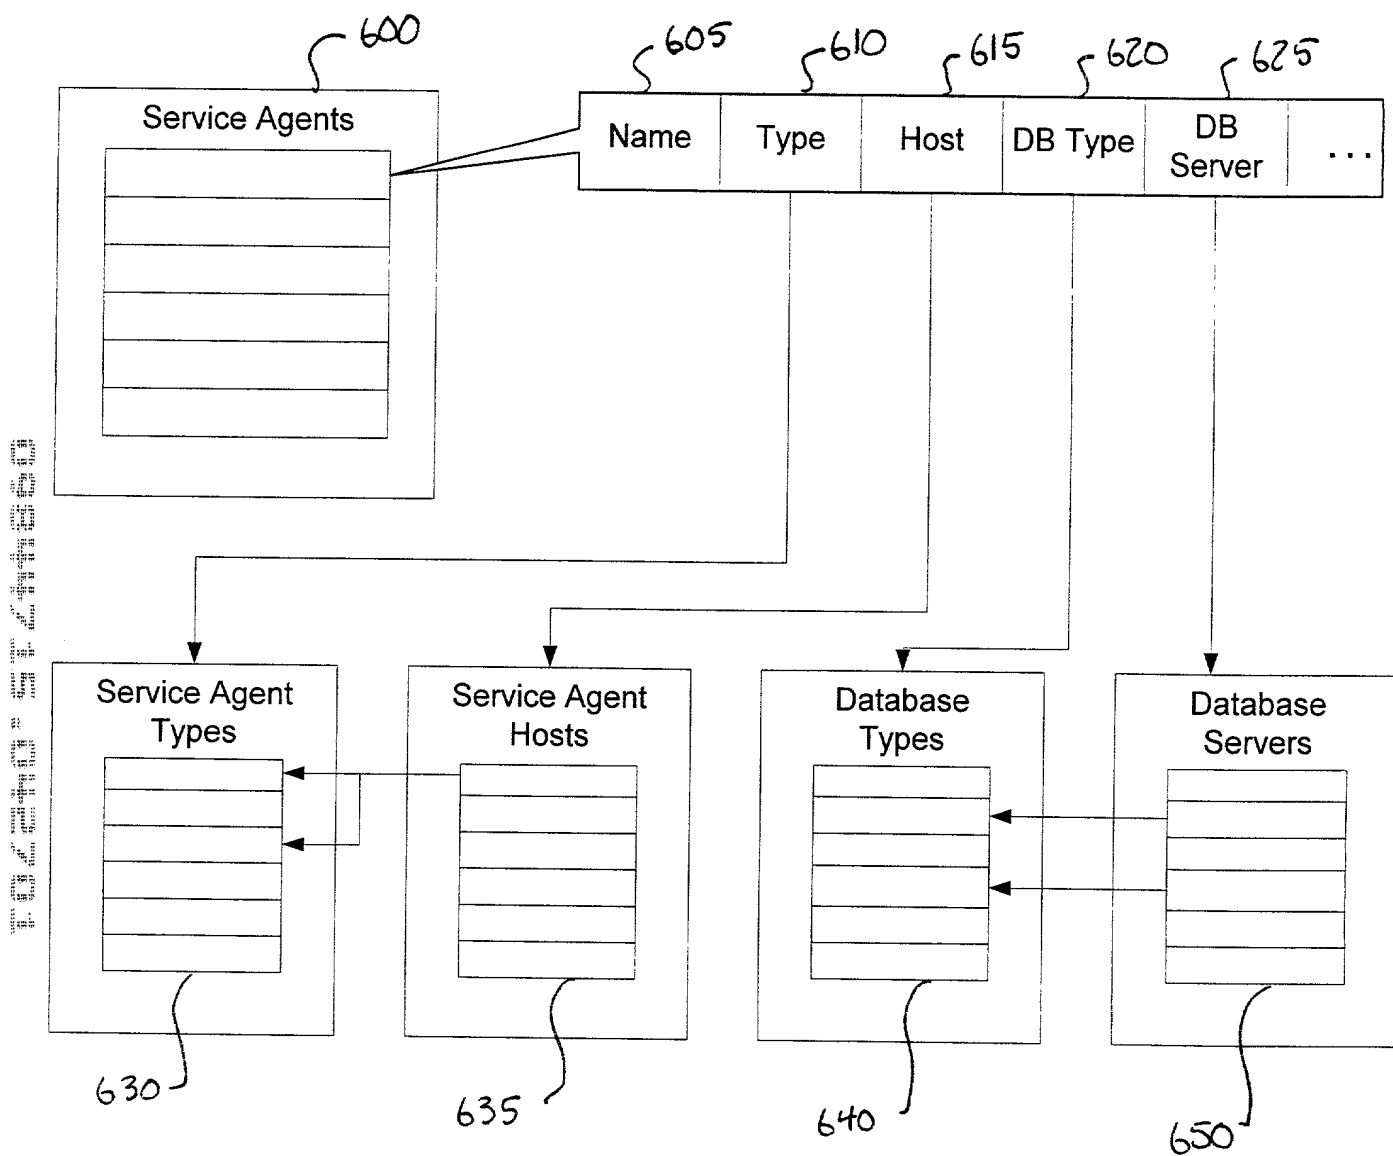 600
605
610
615
620
625
Service Agents
Name
Type
Host
DB Type
DB
Server
...
Service Agent
Types
Service Agent
Hosts
Database
Types
Database
Servers
630
635
640
650